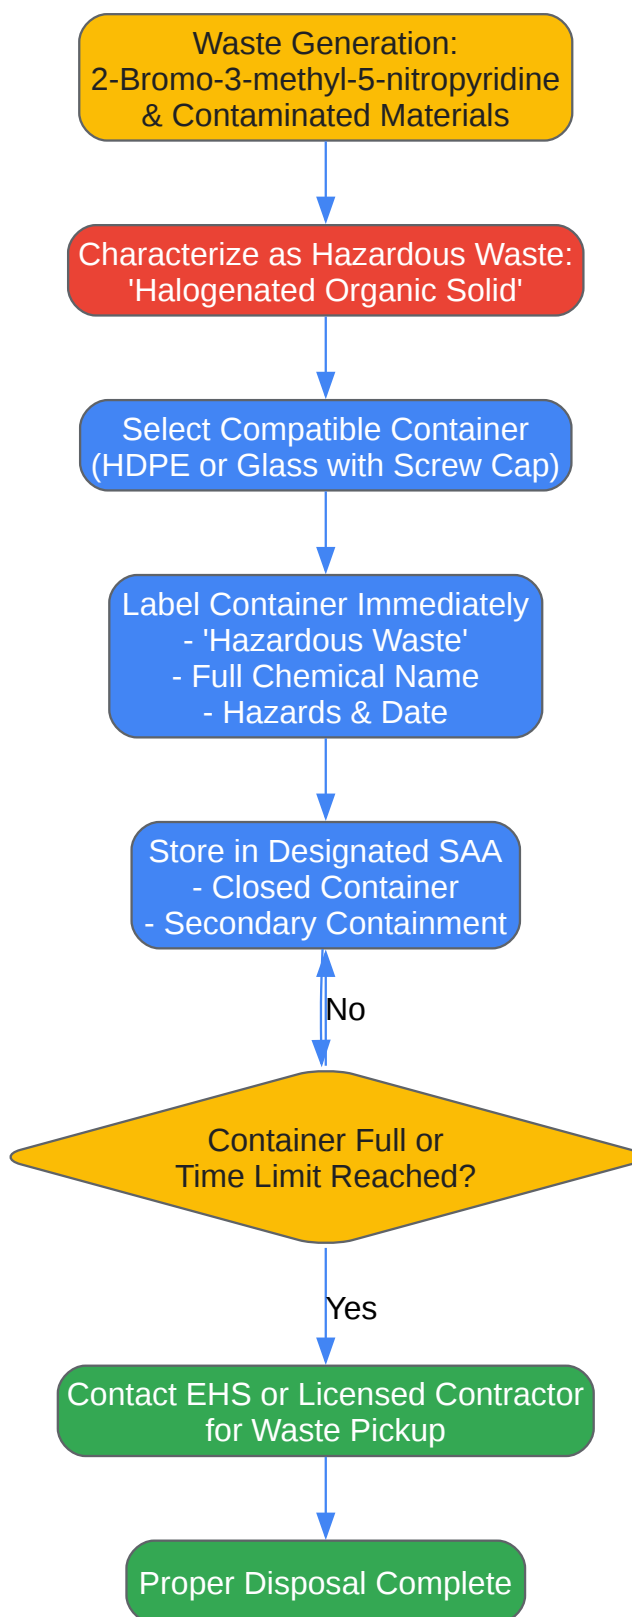 Waste Generation:
2-Bromo-3-methyl-5-nitropyridine
& Contaminated Materials
Characterize as Hazardous Waste:
'Halogenated Organic Solid'
Select Compatible Container
(HDPE or Glass with Screw Cap)
Label Container Immediately
- 'Hazardous Waste'
- Full Chemical Name
- Hazards & Date
Store in Designated SAA
- Closed Container
- Secondary Containment
No
Container Full or
Time Limit Reached?
Yes
Contact EHS or Licensed Contractor
for Waste Pickup
Proper Disposal Complete